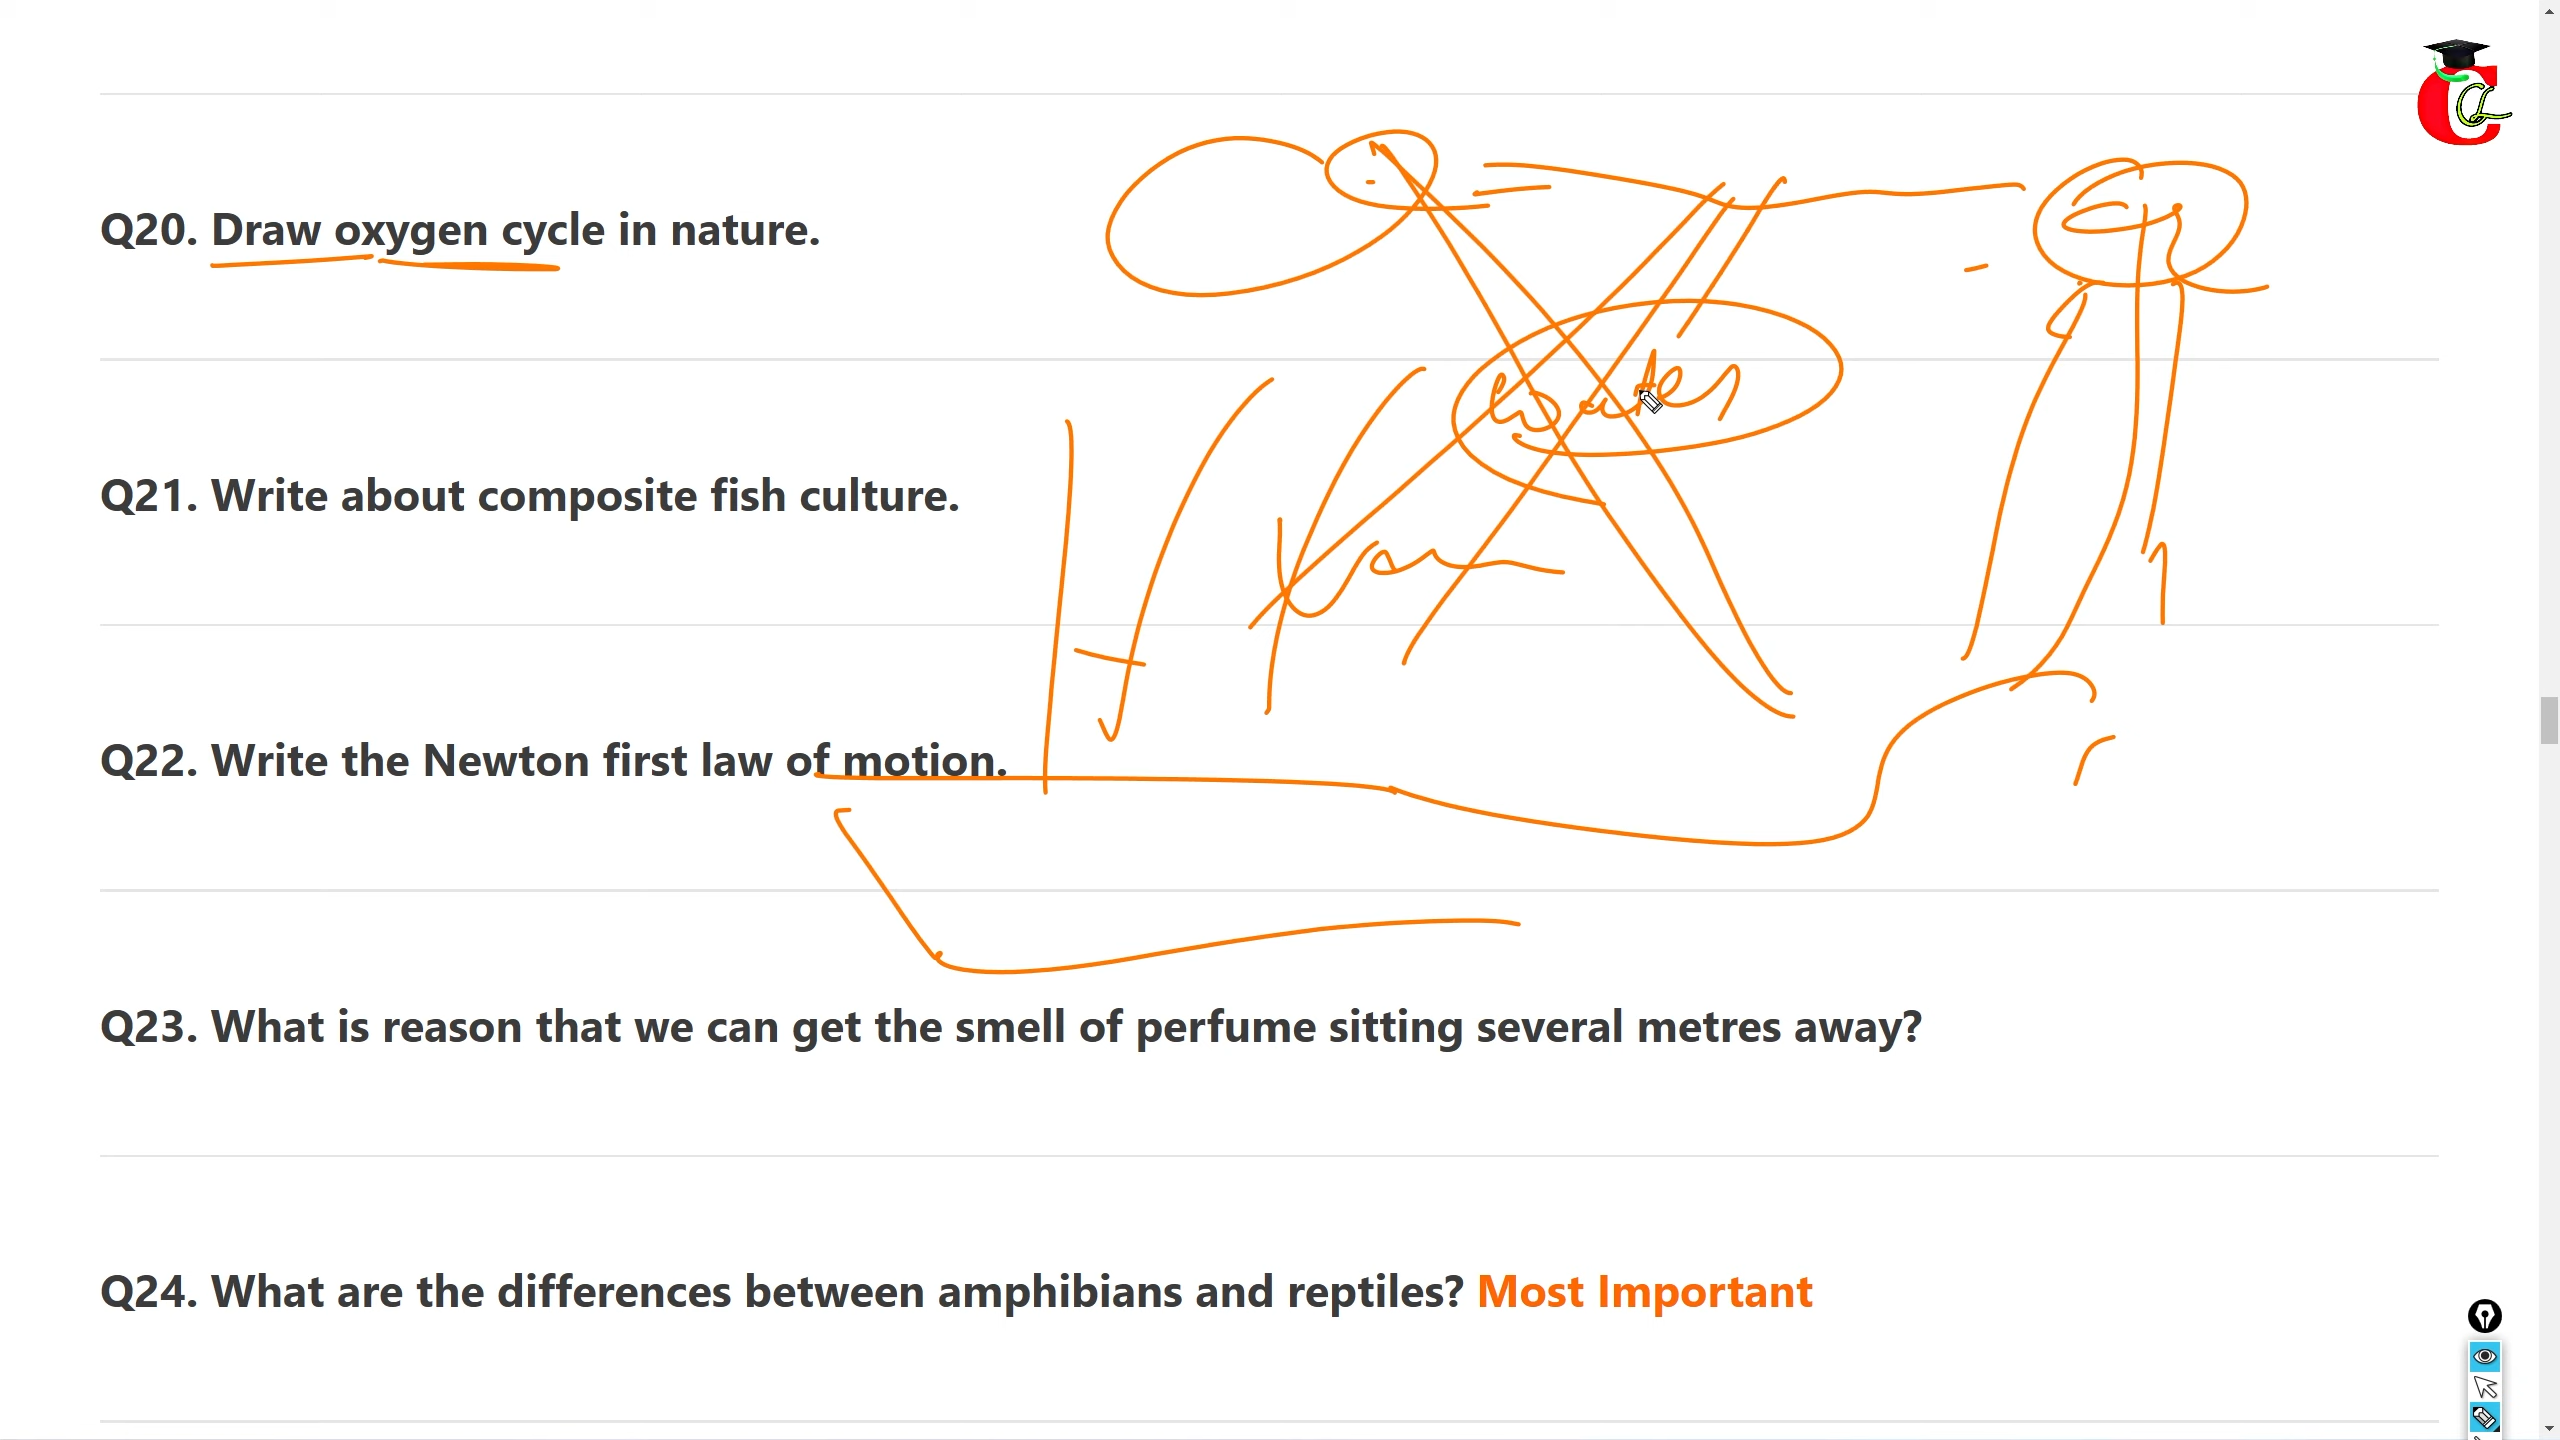 Q20. Draw oxygen cycle in nature.
water
Q21. Write about composite fish culture.
Q22. Write the Newton first law of motion.
Q23. What is reason that we can get the smell of perfume sitting several metres away?
Q24. What are the differences between amphibians and reptiles? Most Important